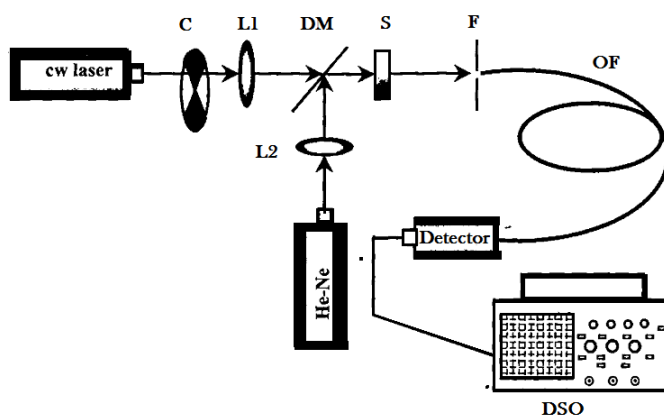 C
L1
DM
S
F
OF
cw laser
L2
He-Ne
Detector
DSO